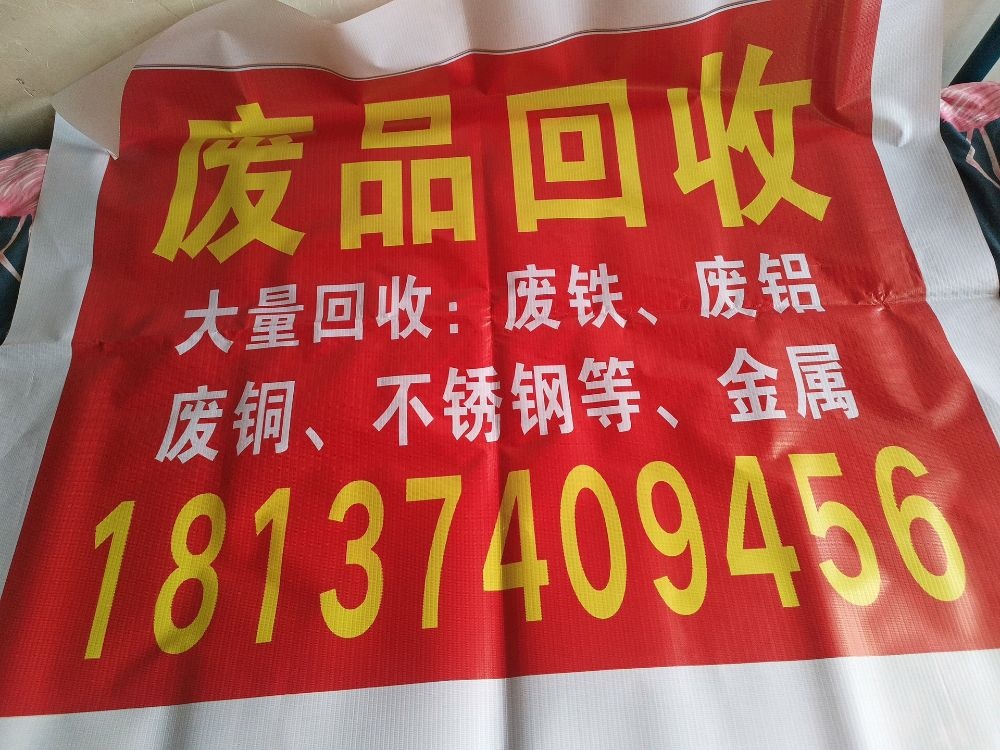 废品回收
大量回收：废铁、废铝
废铜、不锈钢等、金属
18137409456